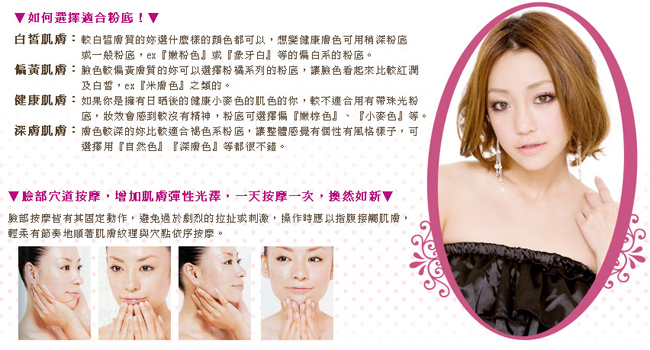 ▼如何選擇適合粉底！▼
白皙肌膚：較白皙膚質的妳選什麼樣的顏色都可以，想變健康膚色可用稍深粉底
或一般粉底，ex『嫩粉色』或『象牙白』等的偏白系的粉底。
偏黃肌膚：臉色較偏黃膚質的妳可以選擇粉橘系列的粉底，讓臉色看起來比較紅潤
及白皙，ex『米膚色』之類的。
健康肌膚：如果你是擁有日晒後的健康小麥色的肌色的你，較不適合用有帶珠光粉
底，妝效會感到較沒有精神，粉底可選擇偏『嫩棕色』、『小麥色』等。
深膚肌膚：膚色較深的妳比較適合褐色系粉底，讓整體感覺有個性有風格樣子，可
選擇用『自然色』『深膚色』等都很不錯。
▼臉部穴道按摩，增加肌膚彈性光澤，一天按摩一次，換然如新▼
臉部按摩皆有其固定動作，避免過於劇烈的拉扯或刺激，操作時應以指腹接觸肌膚，
輕柔有節奏地順著肌膚紋理與穴點依序按摩。